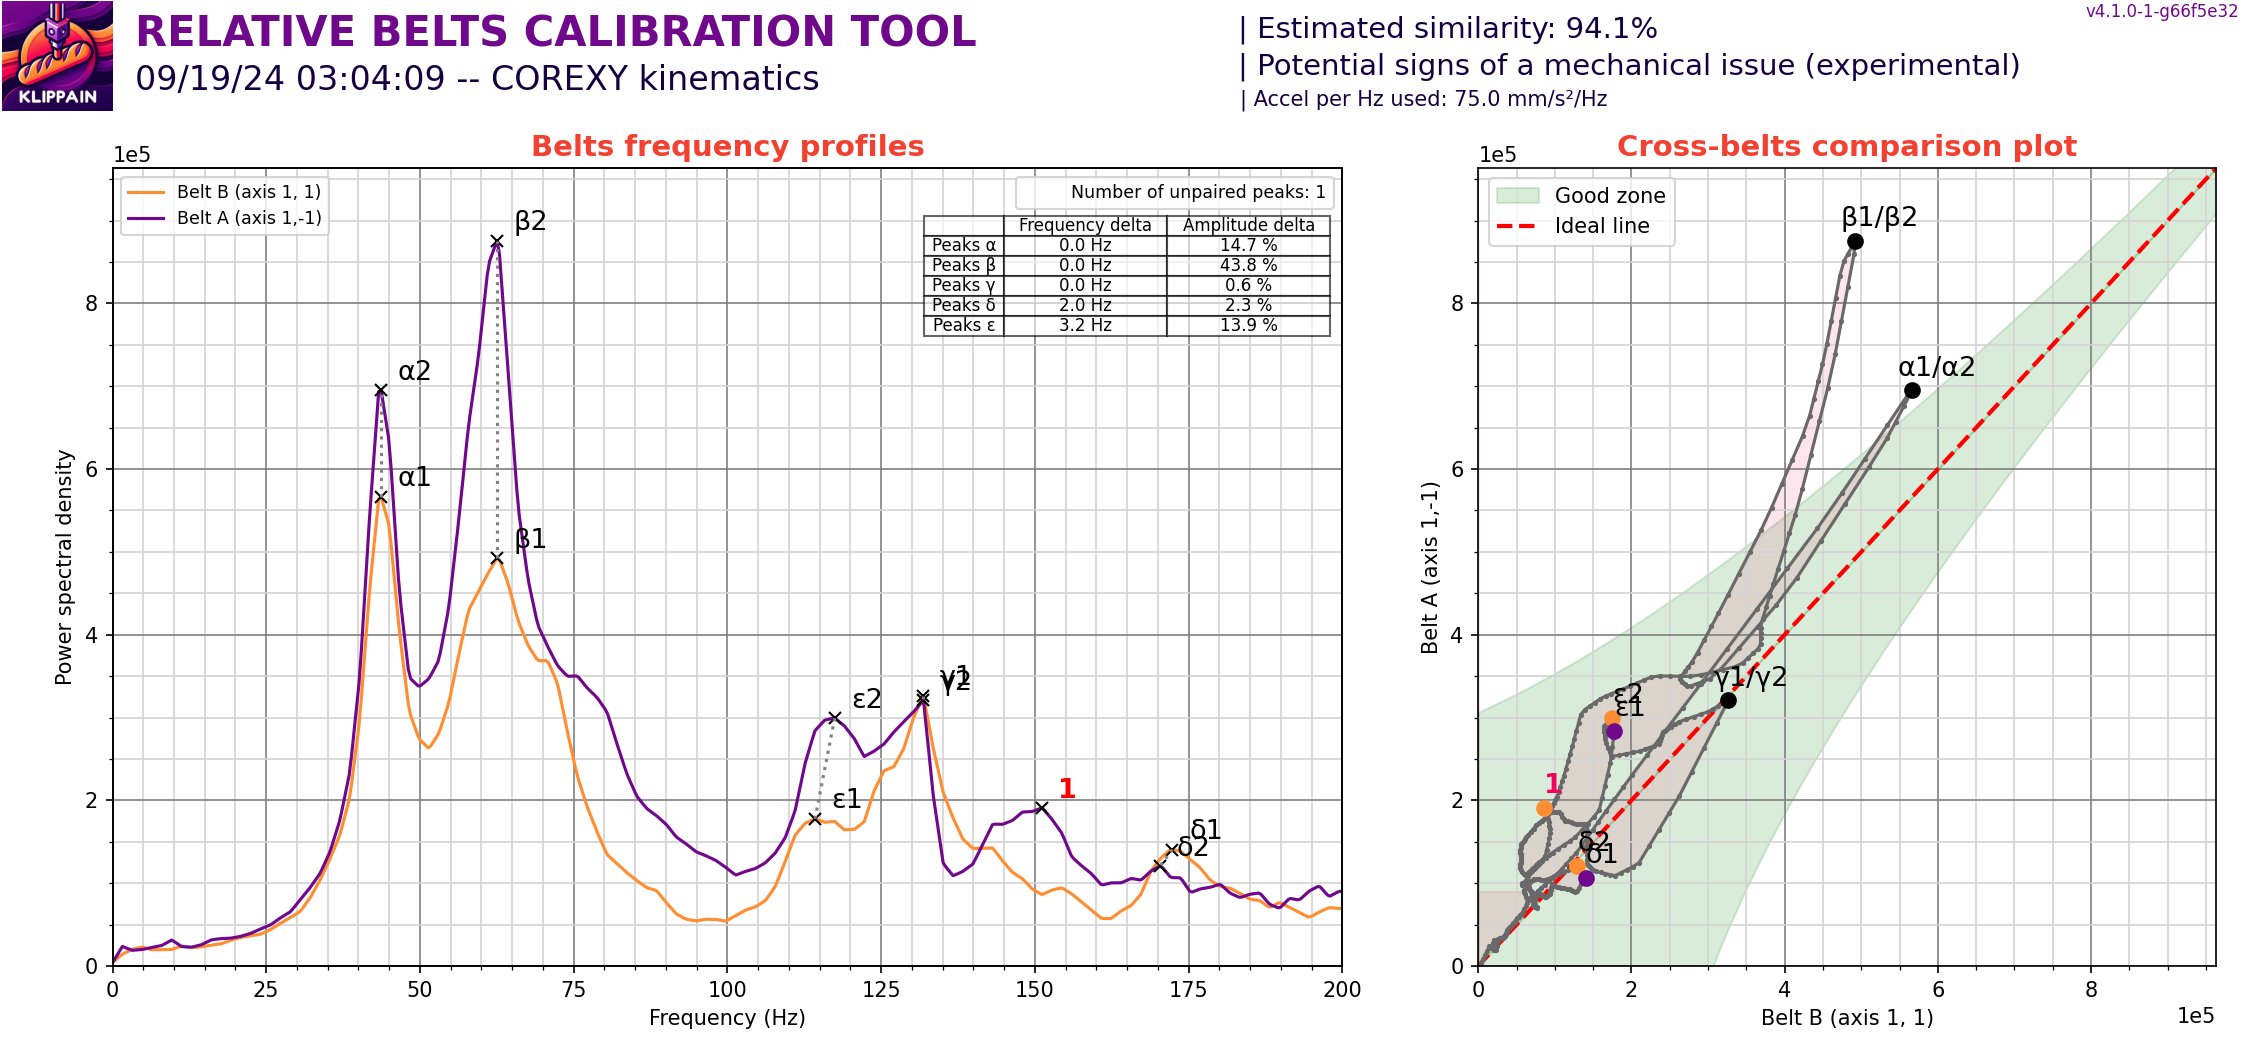 KLIPPAIN
RELATIVE BELTS CALIBRATION TOOL
09/19/24 03:04:09 -- COREXY kinematics
| Estimated similarity: 94.1%
| Potential signs of a mechanical issue (experimental)
| Accel per Hz used: 75.0 mm/s²/Hz
v4.1.0-1-g66f5e32
Belts frequency profiles
1e5
Belt B (axis 1, 1)
Belt A (axis 1,-1)
Number of unpaired peaks: 1
Frequency delta Amplitude delta
Peaks α 0.0 Hz 14.7 %
Peaks β 0.0 Hz 43.8 %
Peaks γ 0.0 Hz 0.6 %
Peaks δ 2.0 Hz 2.3 %
Peaks ε 3.2 Hz 13.9 %
β2
α2
α1
β1
γ1
γ2
ε2
ε1
1
δ1
δ2
8
6
4
2
0
Power spectral density
0 25 50 75 100 125 150 175 200
Frequency (Hz)
Cross-belts comparison plot
1e5
Good zone
Ideal line
β1/β2
α1/α2
γ1/γ2
ε2
ε1
1
δ2
δ1
8
6
4
2
0
Belt A (axis 1,-1)
0 2 4 6 8
Belt B (axis 1, 1)
1e5